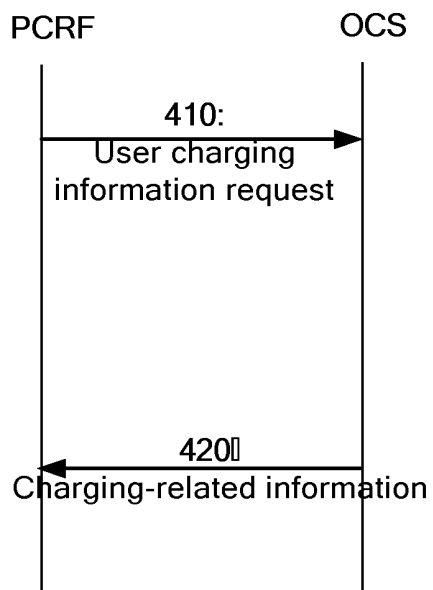 PCRF
OCS
410:
User charging
information request
420
Charging-related information